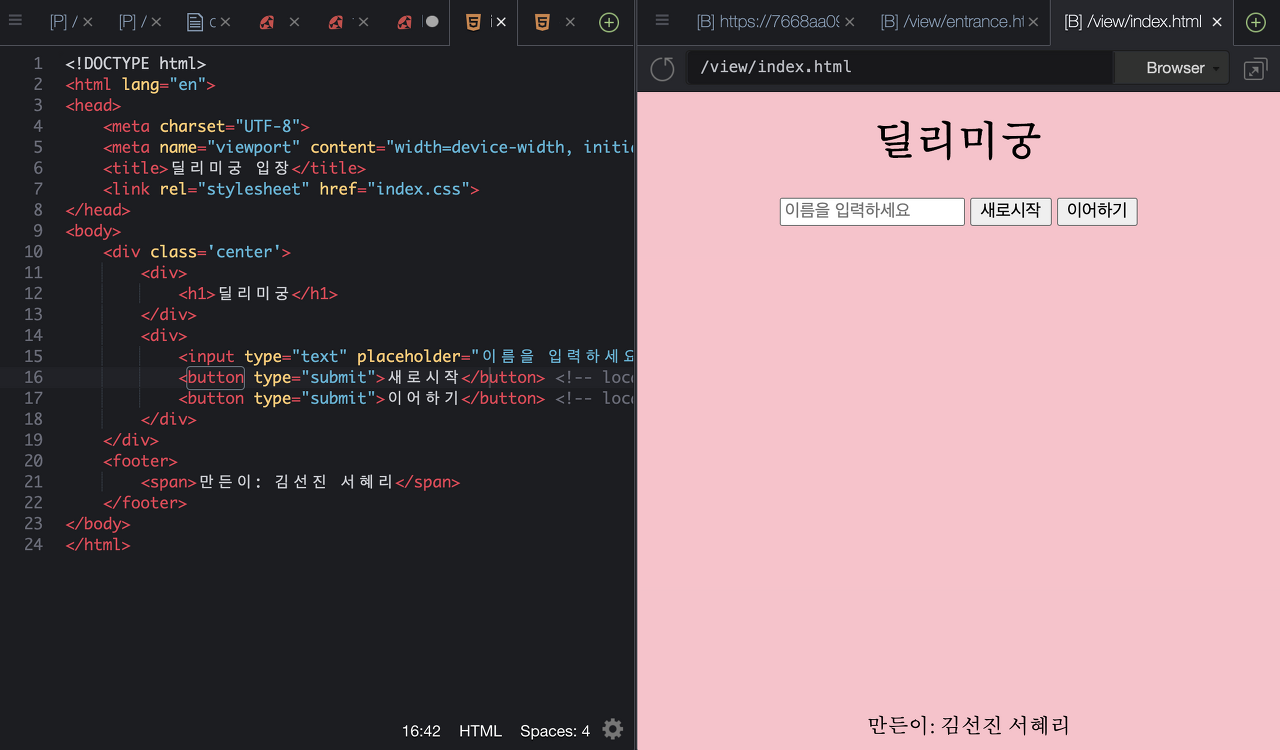 [P] /
[P] /
[B] https://7668aa09
[B] /view/entrance.ht
[B] /view/index.html
/view/index.html
Browser
1 <!DOCTYPE html>
2 <html lang="en">
3 <head>
4 <meta charset="UTF-8">
5 <meta name="viewport" content="width=device-width, initia
6 <title>딜리미궁 입장</title>
7 <link rel="stylesheet" href="index.css">
8 </head>
9 <body>
10 <div class='center'>
11 <div>
12 <h1>딜리미궁</h1>
13 </div>
14 <div>
15 <input type="text" placeholder="이름을 입력하세요
16 <button type="submit">새로시작</button> <!-- loca
17 <button type="submit">이어하기</button> <!-- loca
18 </div>
19 </div>
20 <footer>
21 <span>만든이: 김선진 서혜리</span>
22 </footer>
23 </body>
24 </html>
16:42 HTML Spaces: 4
딜리미궁
이름을 입력하세요 새로시작 이어하기
만든이: 김선진 서혜리